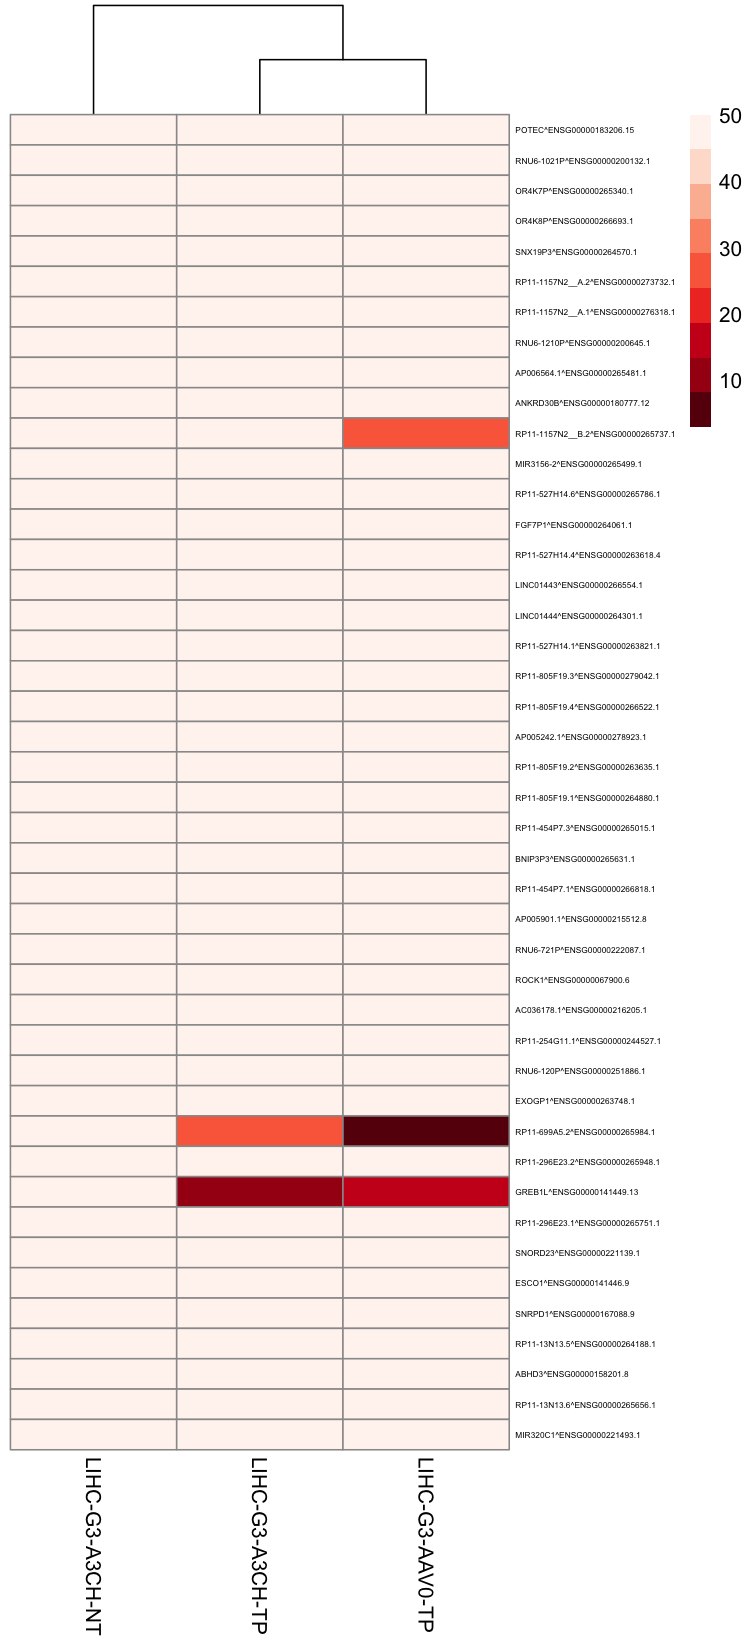 50
40
30
20
10
POTEC^ENSG00000183206.15
RNU6-1021P^ENSG00000200132.1
OR4K7P^ENSG00000265340.1
OR4K8P^ENSG00000266693.1
SNX19P3^ENSG00000264570.1
RP11-1157N2__A.2^ENSG00000273732.1
RP11-1157N2__A.1^ENSG00000276318.1
RNU6-1210P^ENSG00000200645.1
AP006564.1^ENSG00000265481.1
ANKRD30B^ENSG00000180777.12
RP11-1157N2__B.2^ENSG00000265737.1
MIR3156-2^ENSG00000265499.1
RP11-527H14.6^ENSG00000265786.1
FGF7P1^ENSG00000264061.1
RP11-527H14.4^ENSG00000263618.4
LINC01443^ENSG00000266554.1
LINC01444^ENSG00000264301.1
RP11-527H14.1^ENSG00000263821.1
RP11-805F19.3^ENSG00000279042.1
RP11-805F19.4^ENSG00000266522.1
AP005242.1^ENSG00000278923.1
RP11-805F19.2^ENSG00000263635.1
RP11-805F19.1^ENSG00000264880.1
RP11-454P7.3^ENSG00000265015.1
BNIP3P3^ENSG00000265631.1
RP11-454P7.1^ENSG00000266818.1
AP005901.1^ENSG00000215512.8
RNU6-721P^ENSG00000222087.1
ROCK1^ENSG00000067900.6
AC036178.1^ENSG00000216205.1
RP11-254G11.1^ENSG00000244527.1
RNU6-120P^ENSG00000251886.1
EXOGP1^ENSG00000263748.1
RP11-699A5.2^ENSG00000265984.1
RP11-296E23.2^ENSG00000265948.1
GREB1L^ENSG00000141449.13
RP11-296E23.1^ENSG00000265751.1
SNORD23^ENSG00000221139.1
ESCO1^ENSG00000141446.9
SNRPD1^ENSG00000167088.9
RP11-13N13.5^ENSG00000264188.1
ABHD3^ENSG00000158201.8
RP11-13N13.6^ENSG00000265656.1
MIR320C1^ENSG00000221493.1
LIHC-G3-A3CH-NT
LIHC-G3-A3CH-TP
LIHC-G3-AAV0-TP